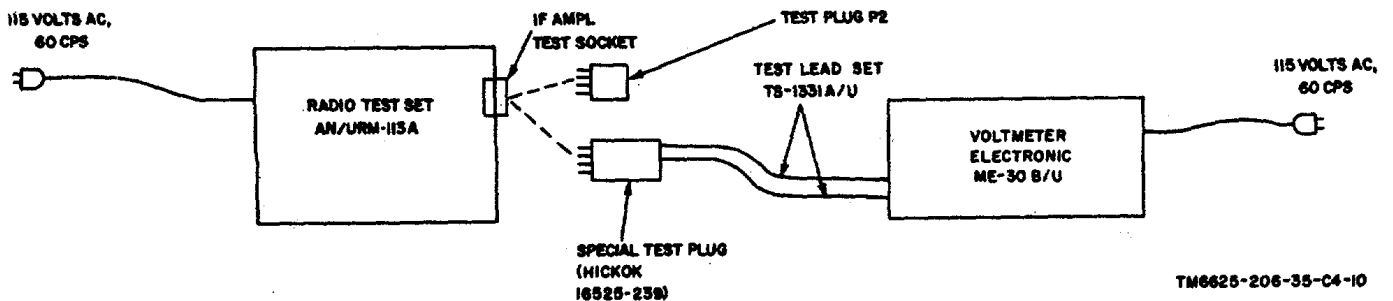 115 VOLTS AC,
60 CPS
IF AMPL
TEST SOCKET
TEST PLUG P2
TEST LEAD SET
TS-1331A/U
115 VOLTS AC,
60 CPS
RADIO TEST SET
AN/URM-113A
VOLTMETER
ELECTRONIC
ME-30 B/U
SPECIAL TEST PLUG
(HICKOK
16525-239)
TM6625-206-35-C4-10